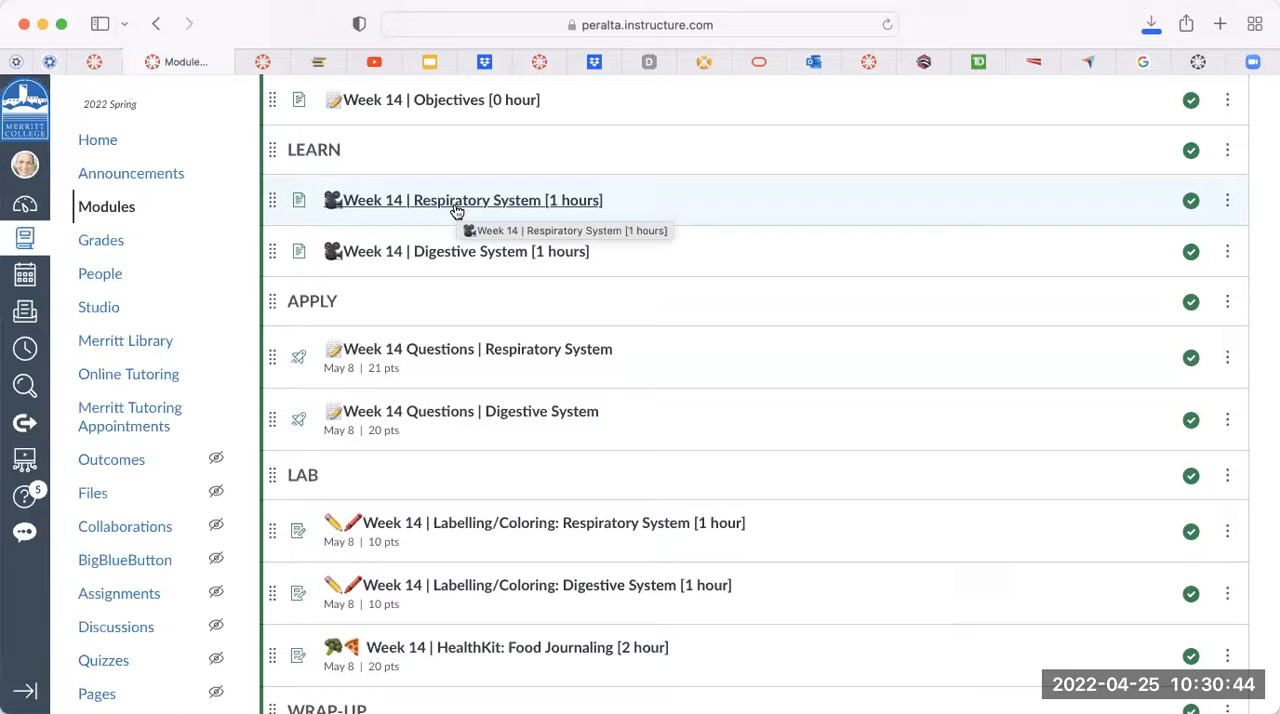 peralta.instructure.com
Module...
MERRITT
COLLEGE
2022 Spring
Home
Announcements
Modules
Grades
People
Studio
Merritt Library
Online Tutoring
Merritt Tutoring
Appointments
Outcomes
Files
Collaborations
BigBlueButton
Assignments
Discussions
Quizzes
Pages
5
Week 14 | Objectives [0 hour]
LEARN
Week 14 | Respiratory System [1 hours]
Week 14 | Respiratory System [1 hours]
Week 14 | Digestive System [1 hours]
APPLY
Week 14 Questions | Respiratory System
May 8 | 21 pts
Week 14 Questions | Digestive System
May 8 | 20 pts
LAB
Week 14 | Labelling/Coloring: Respiratory System [1 hour]
May 8 | 10 pts
Week 14 | Labelling/Coloring: Digestive System [1 hour]
May 8 | 10 pts
Week 14 | HealthKit: Food Journaling [2 hour]
May 8 | 20 pts
WRAP-UP
2022-04-25 10:30:44